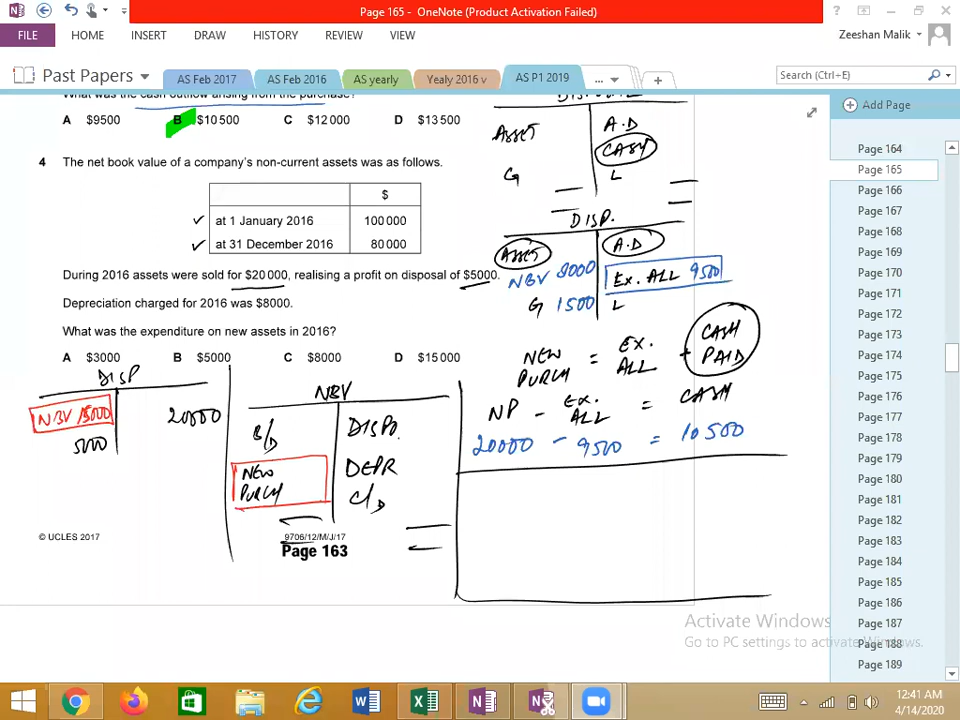 Page 165 - OneNote (Product Activation Failed)
FILE HOME INSERT DRAW HISTORY REVIEW VIEW
Zeeshan Malik
Past Papers
AS Feb 2017 AS Feb 2016 AS yearly Yealy 2016 v AS P1 2019 ...
Search (Ctrl+E)
Add Page
What was the cash outflow arising from the purchase?
A $9500 B $10 500 C $12 000 D $13 500
4 The net book value of a company's non-current assets was as follows.
$
at 1 January 2016 100 000
at 31 December 2016 80 000
During 2016 assets were sold for $20 000, realising a profit on disposal of $5000.
Depreciation charged for 2016 was $8000.
What was the expenditure on new assets in 2016?
A $3000 B $5000 C $8000 D $15 000
DISP
NBV 15000 20000
5000
NBV
B/D DISPO.
NEW PURCH DEPR
C/D
© UCLES 2017
9706/12/M/J/17
Page 163
ASSET A.D
CASH
G L
DISP.
ASSET A.D
NBV 8000 EX. ALL 9500
G 1500 L
NEW PURCH = EX. ALL + CASH PAID
NP - EX. ALL = CASH
20000 - 9500 = 10500
Page 164
Page 165
Page 166
Page 167
Page 168
Page 169
Page 170
Page 171
Page 172
Page 173
Page 174
Page 175
Page 176
Page 177
Page 178
Page 179
Page 180
Page 181
Page 182
Page 183
Page 184
Page 185
Page 186
Page 187
Page 188
Page 189
Activate Windows
Go to PC settings to activate Windows.
12:41 AM
4/14/2020